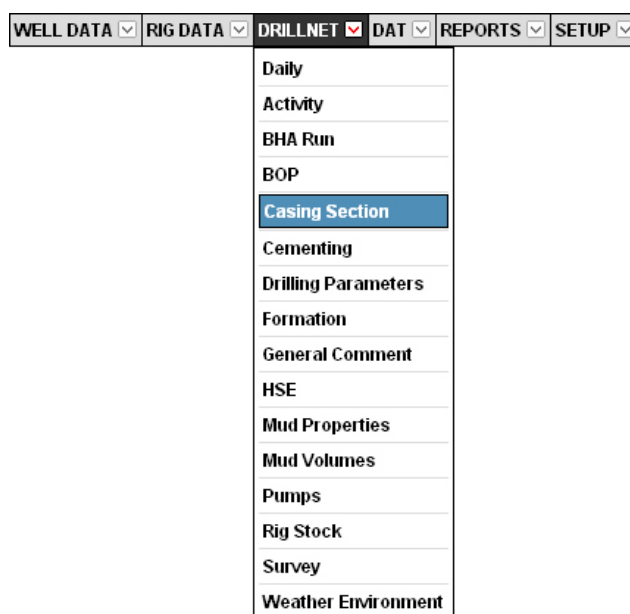 WELL DATA RIG DATA DRILLNET DAT REPORTS SETUP
Daily
Activity
BHA Run
BOP
Casing Section
Cementing
Drilling Parameters
Formation
General Comment
HSE
Mud Properties
Mud Volumes
Pumps
Rig Stock
Survey
Weather Environment